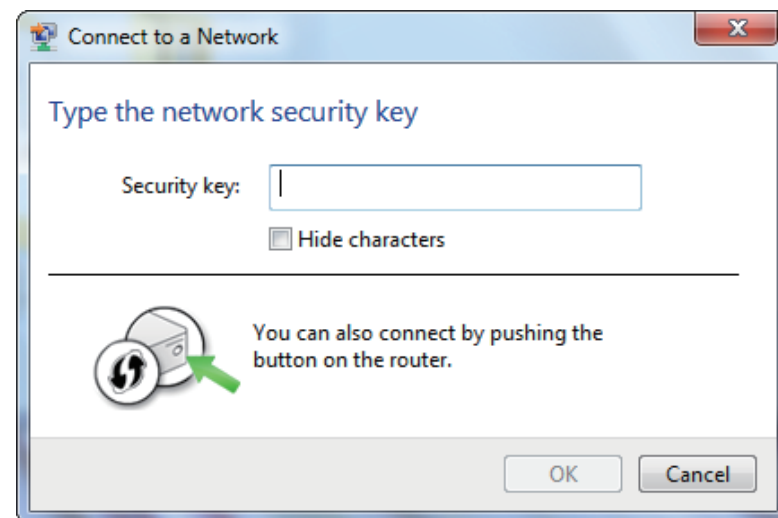 Connect to a Network
Type the network security key
Security key:
Hide characters
You can also connect by pushing the
button on the router.
OK
Cancel